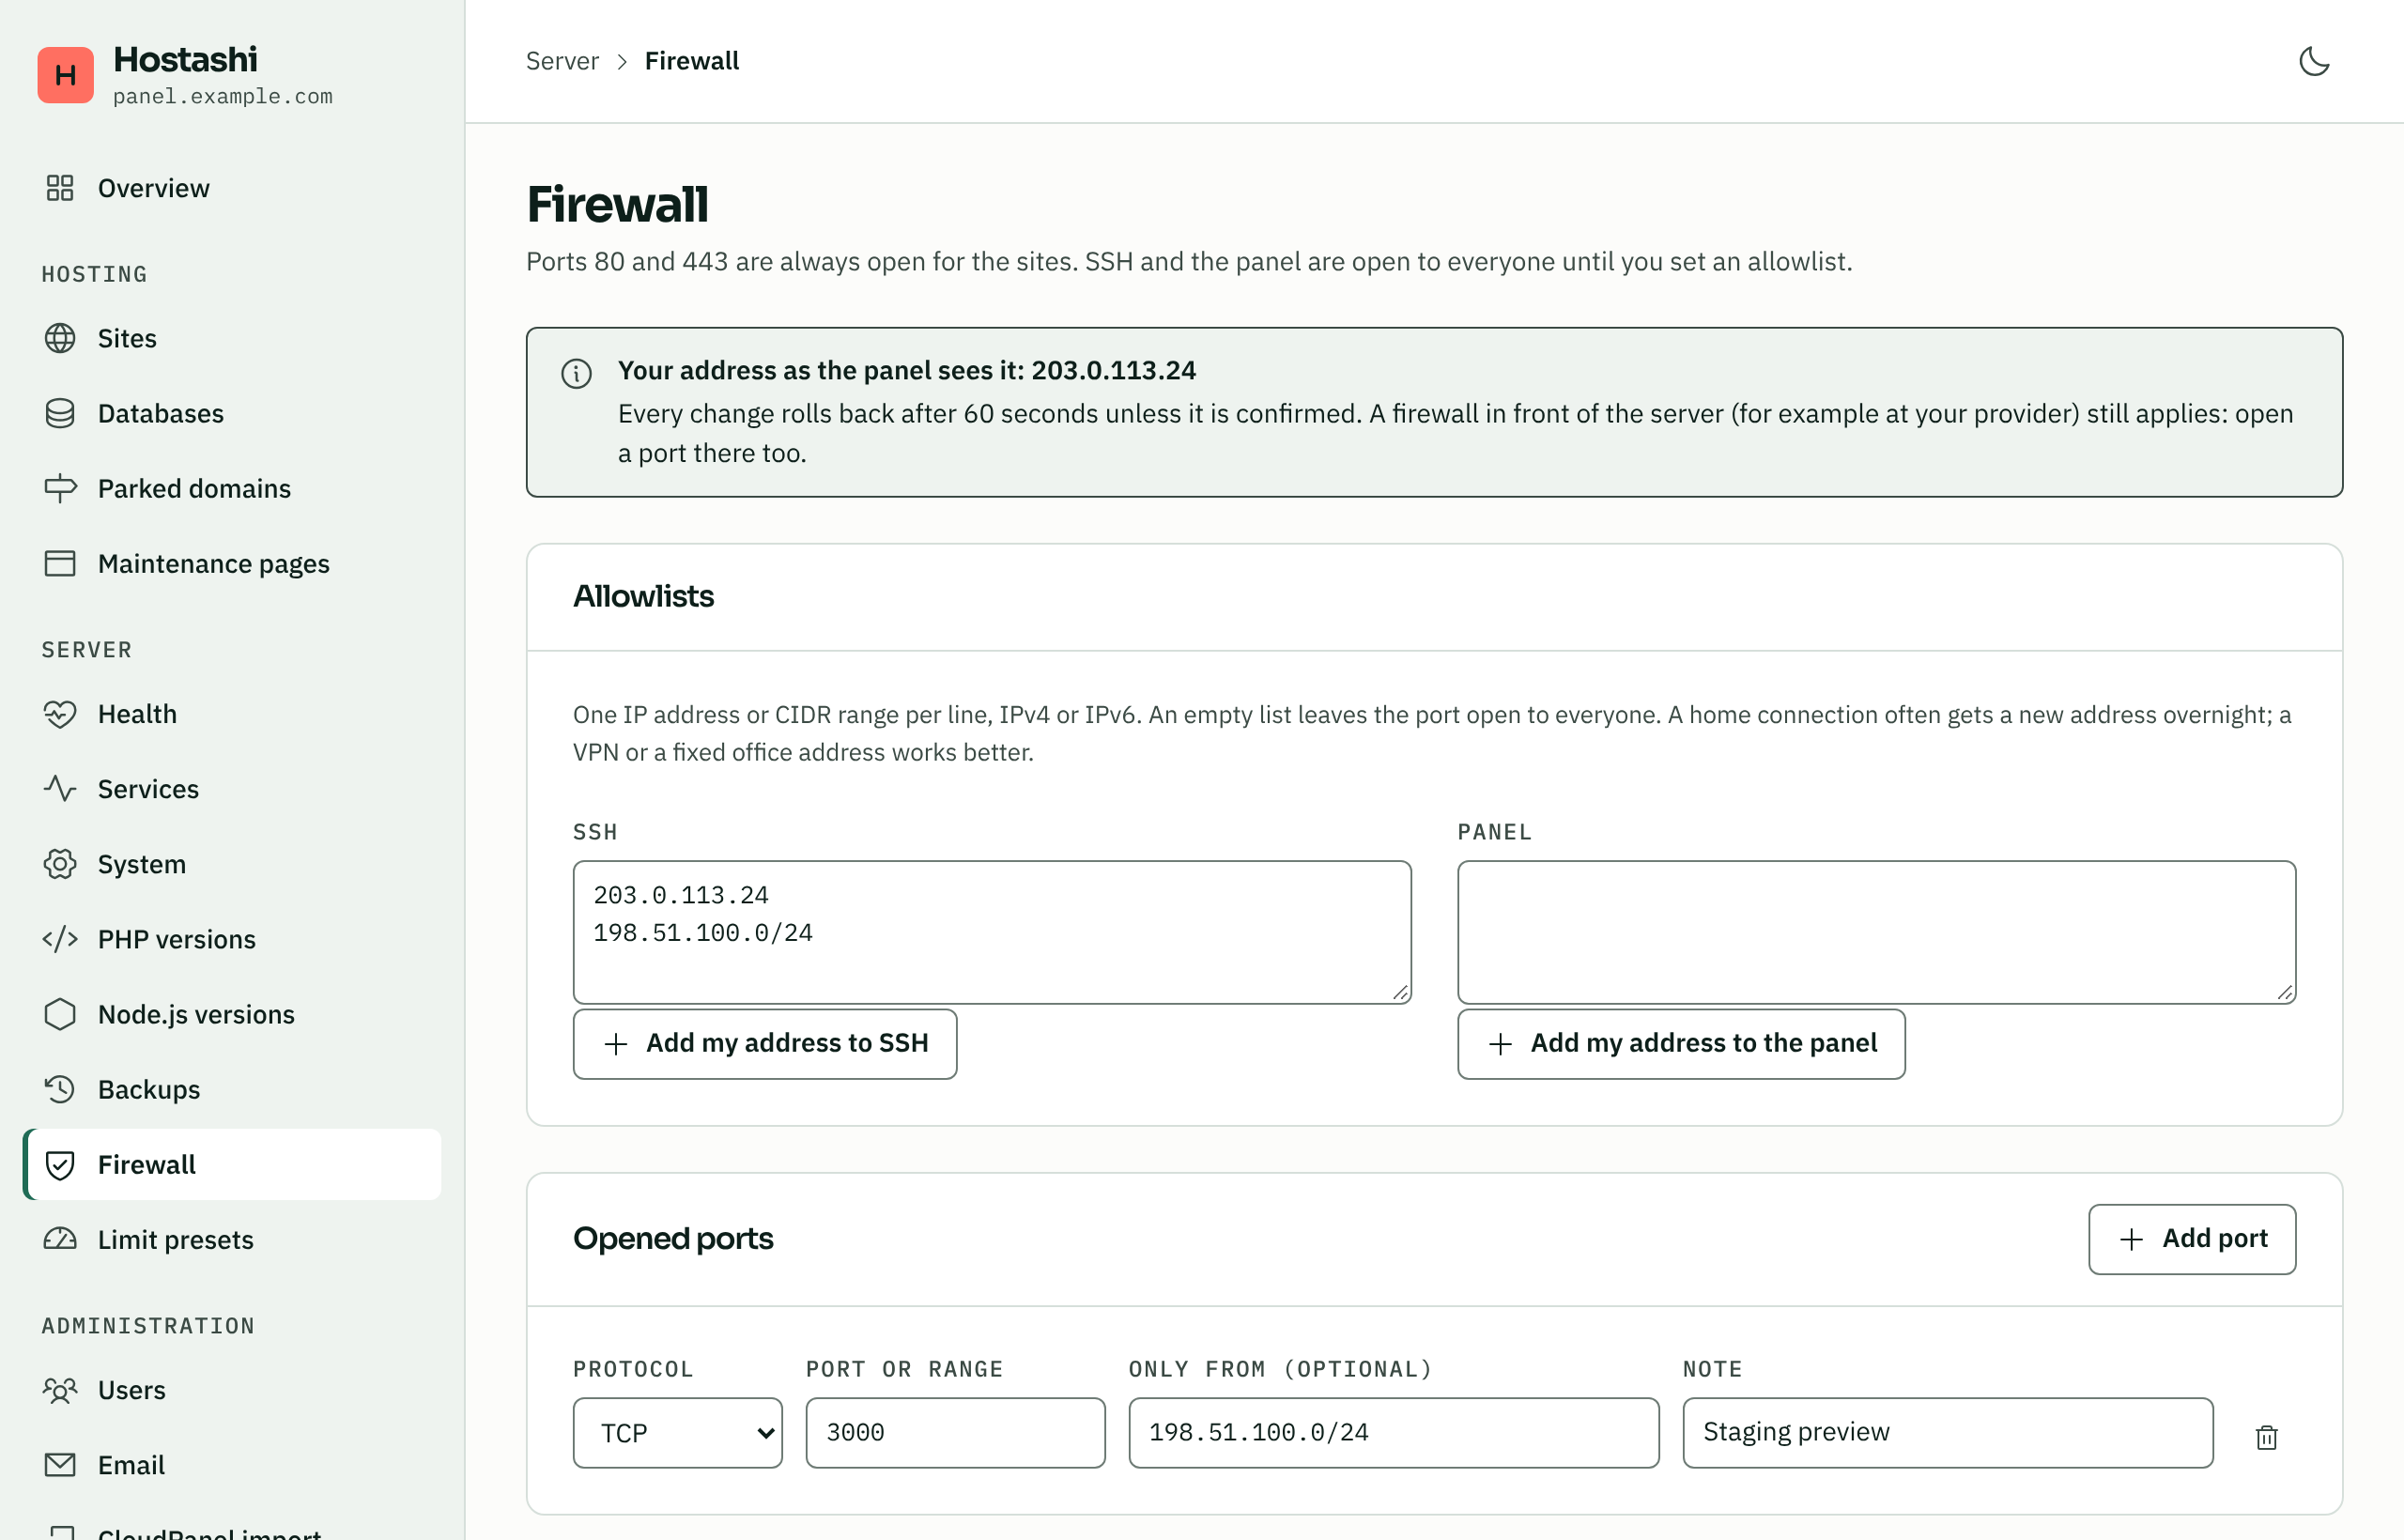 H
Hostashi
panel.example.com
Overview
HOSTING
Sites
Databases
Parked domains
Maintenance pages
SERVER
Health
Services
System
PHP versions
Node.js versions
Backups
Firewall
Limit presets
ADMINISTRATION
Users
Email
CloudPanel import
Server > Firewall
Firewall
Ports 80 and 443 are always open for the sites. SSH and the panel are open to everyone until you set an allowlist.
Your address as the panel sees it: 203.0.113.24
Every change rolls back after 60 seconds unless it is confirmed. A firewall in front of the server (for example at your provider) still applies: open
a port there too.
Allowlists
One IP address or CIDR range per line, IPv4 or IPv6. An empty list leaves the port open to everyone. A home connection often gets a new address overnight; a
VPN or a fixed office address works better.
SSH
203.0.113.24
198.51.100.0/24
Add my address to SSH
PANEL
Add my address to the panel
Opened ports
Add port
PROTOCOL
TCP
PORT OR RANGE
3000
ONLY FROM (OPTIONAL)
198.51.100.0/24
NOTE
Staging preview